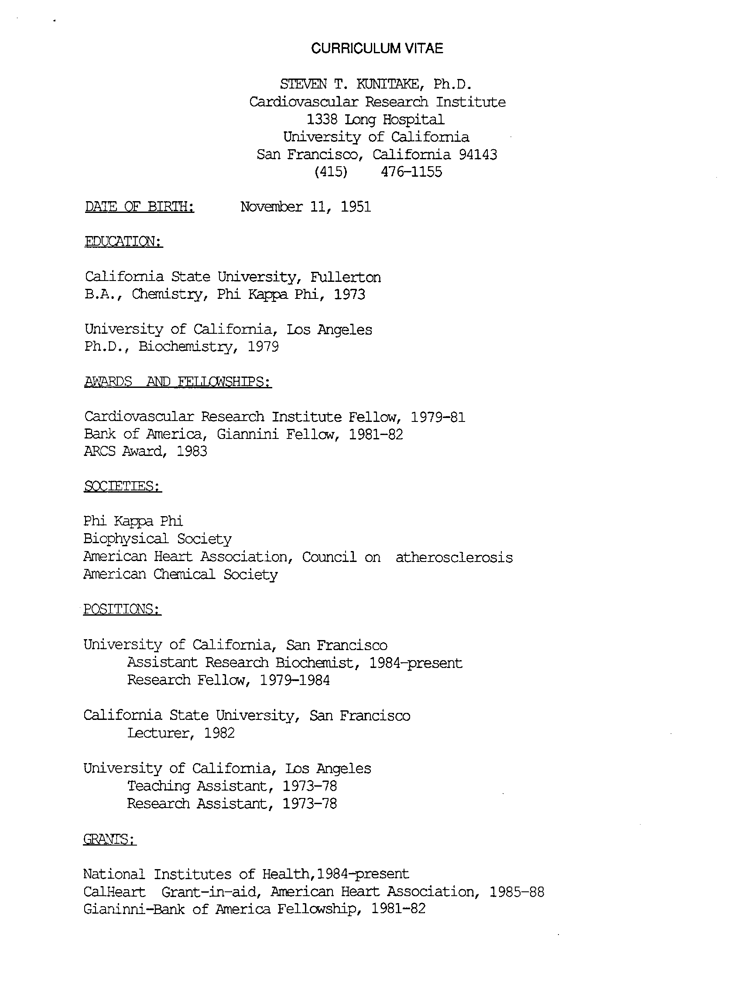 CURRICULUM VITAE
STEVEN T. KUNITAKE, Ph.D.
Cardiovascular Research Institute
1338 Long Hospital
University of California
San Francisco, California 94143
(415) 476-1155
DATE OF BIRTH: November 11, 1951
EDUCATION:
California State University, Fullerton
B.A., Chemistry, Phi Kappa Phi, 1973
University of California, Los Angeles
Ph.D., Biochemistry, 1979
AWARDS AND FELLOWSHIPS:
Cardiovascular Research Institute Fellow, 1979-81
Bank of America, Giannini Fellow, 1981-82
ARCS Award, 1983
SOCIETIES:
Phi Kappa Phi
Biophysical Society
American Heart Association, Council on atherosclerosis
American Chemical Society
POSITIONS:
University of California, San Francisco
Assistant Research Biochemist, 1984-present
Research Fellow, 1979-1984
California State University, San Francisco
Lecturer, 1982
University of California, Los Angeles
Teaching Assistant, 1973-78
Research Assistant, 1973-78
GRANTS:
National Institutes of Health,1984-present
CalHeart Grant-in-aid, American Heart Association, 1985-88
Gianinni-Bank of America Fellowship, 1981-82